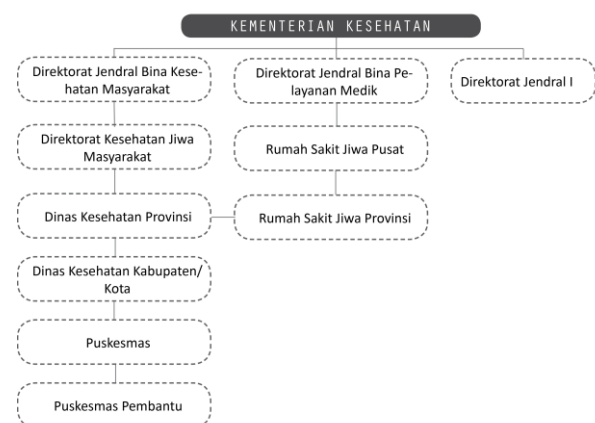 KEMENTERIAN KESEHATAN
Direktorat Jendral Bina Kese-
hatan Masyarakat
Direktorat Jendral Bina Pe-
layanan Medik
Direktorat Jendral I
Direktorat Kesehatan Jiwa
Masyarakat
Rumah Sakit Jiwa Pusat
Dinas Kesehatan Provinsi
Rumah Sakit Jiwa Provinsi
Dinas Kesehatan Kabupaten/
Kota
Puskesmas
Puskesmas Pembantu